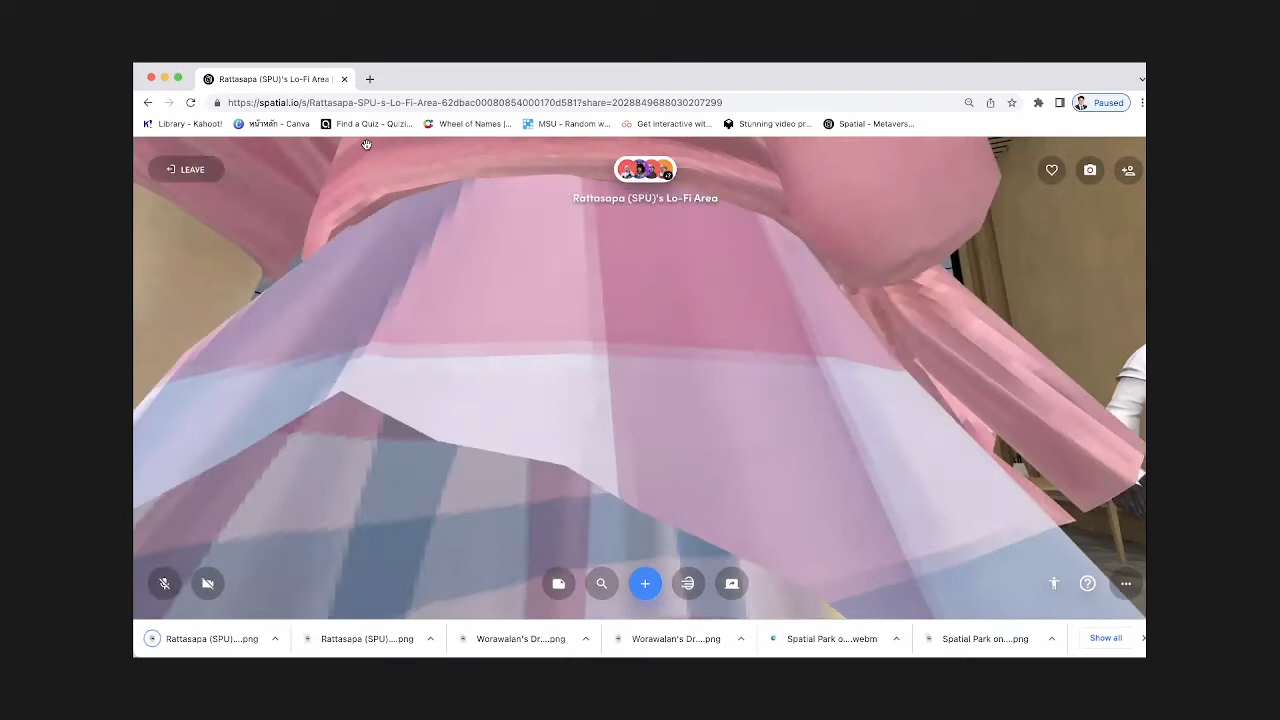 Rattasapa (SPU)'s Lo-Fi Area |
https://spatial.io/s/Rattasapa-SPU-s-Lo-Fi-Area-62dbac00080854000170d581?share=2028849688030207299
Paused
Library - Kahoot!
หน้าหลัก - Canva
Find a Quiz - Quizi...
Wheel of Names |...
MSU - Random w...
Get interactive wit...
Stunning video pr...
Spatial - Metavers...
LEAVE
Rattasapa (SPU)'s Lo-Fi Area
Rattasapa (SPU)....png
Rattasapa (SPU)....png
Worawalan's Dr....png
Worawalan's Dr....png
Spatial Park o....webm
Spatial Park on....png
Show all